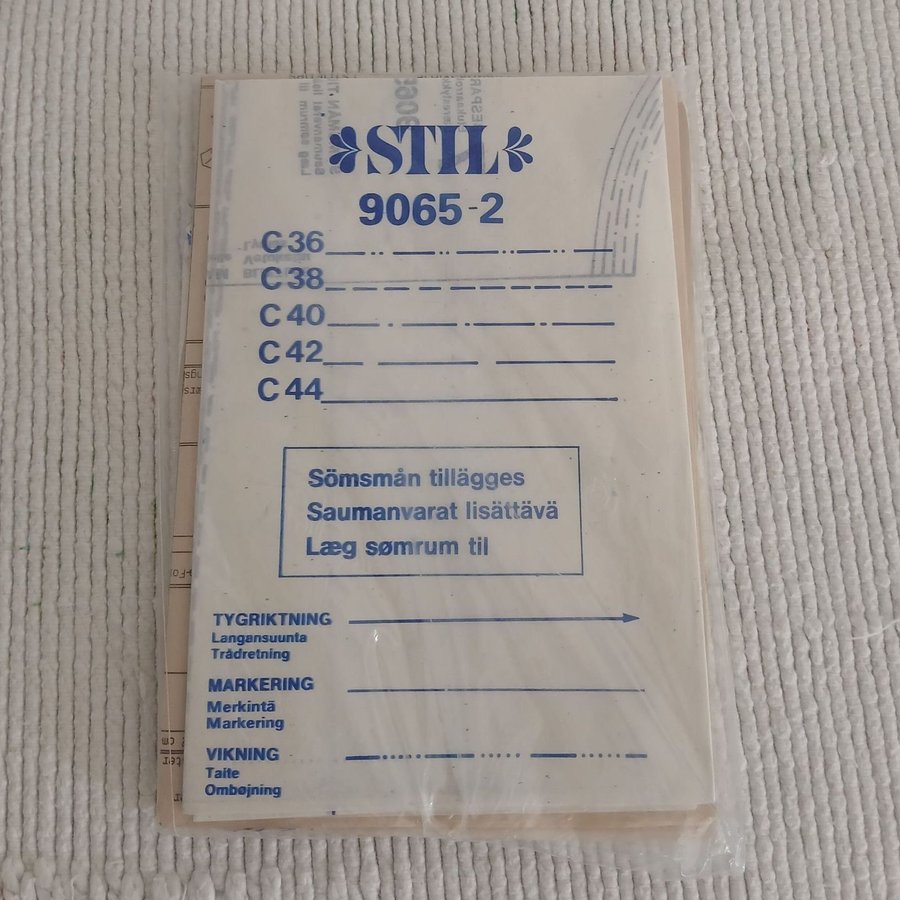 STIL
9065-2
C 36
C 38
C 40
C 42
C 44
Sömsmån tillägges
Saumanvarat lisättävä
Læg sømrum til
TYGRIKTNING
Langansuunta
Trådretning
MARKERING
Merkintä
Markering
VIKNING
Taite
Ombøjning